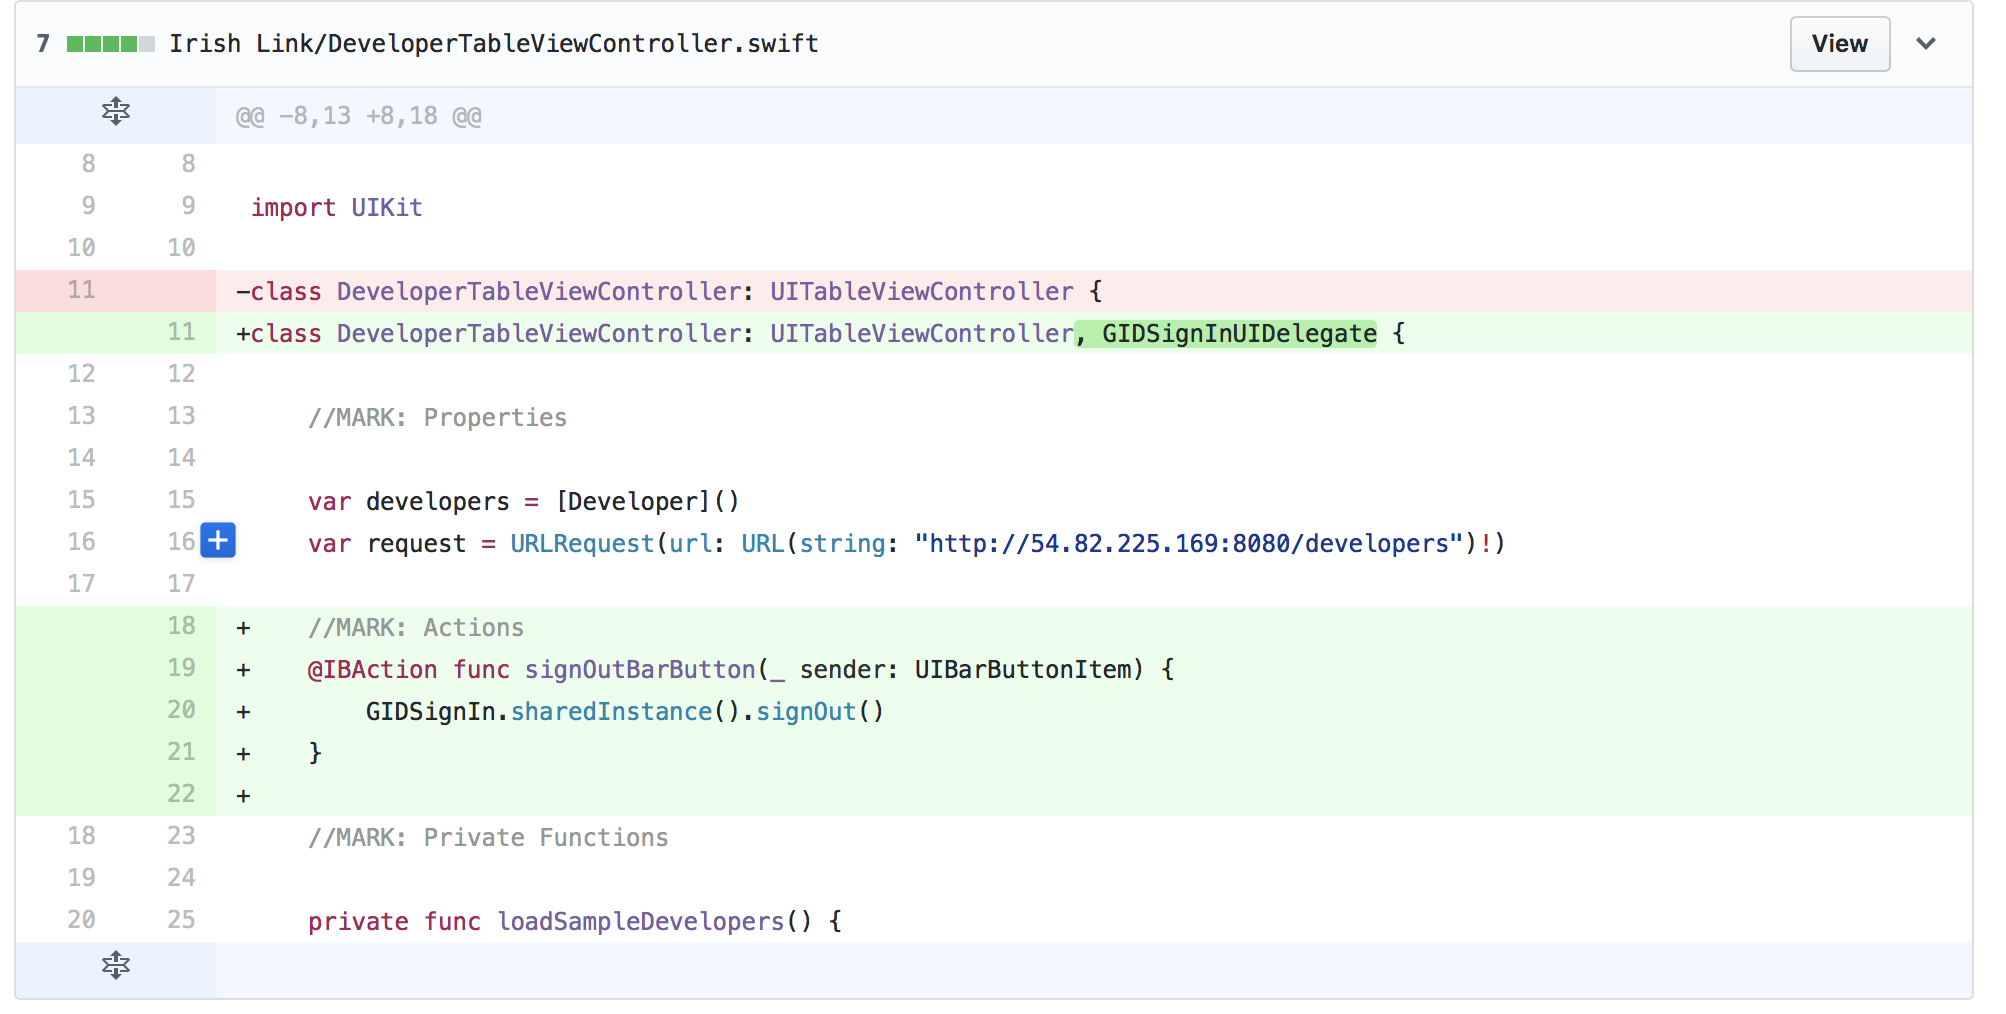 7 Irish Link/DeveloperTableViewController.swift View
@@ -8,13 +8,18 @@
8 8
9 9 import UIKit
10 10
11 -class DeveloperTableViewController: UITableViewController {
11 +class DeveloperTableViewController: UITableViewController, GIDSignInUIDelegate {
12 12
13 13 //MARK: Properties
14 14
15 15 var developers = [Developer]()
16 16 + var request = URLRequest(url: URL(string: "http://54.82.225.169:8080/developers")!)
17 17
18 + //MARK: Actions
19 + @IBAction func signOutBarButton(_ sender: UIBarButtonItem) {
20 + GIDSignIn.sharedInstance().signOut()
21 + }
22 +
18 23 //MARK: Private Functions
19 24
20 25 private func loadSampleDevelopers() {